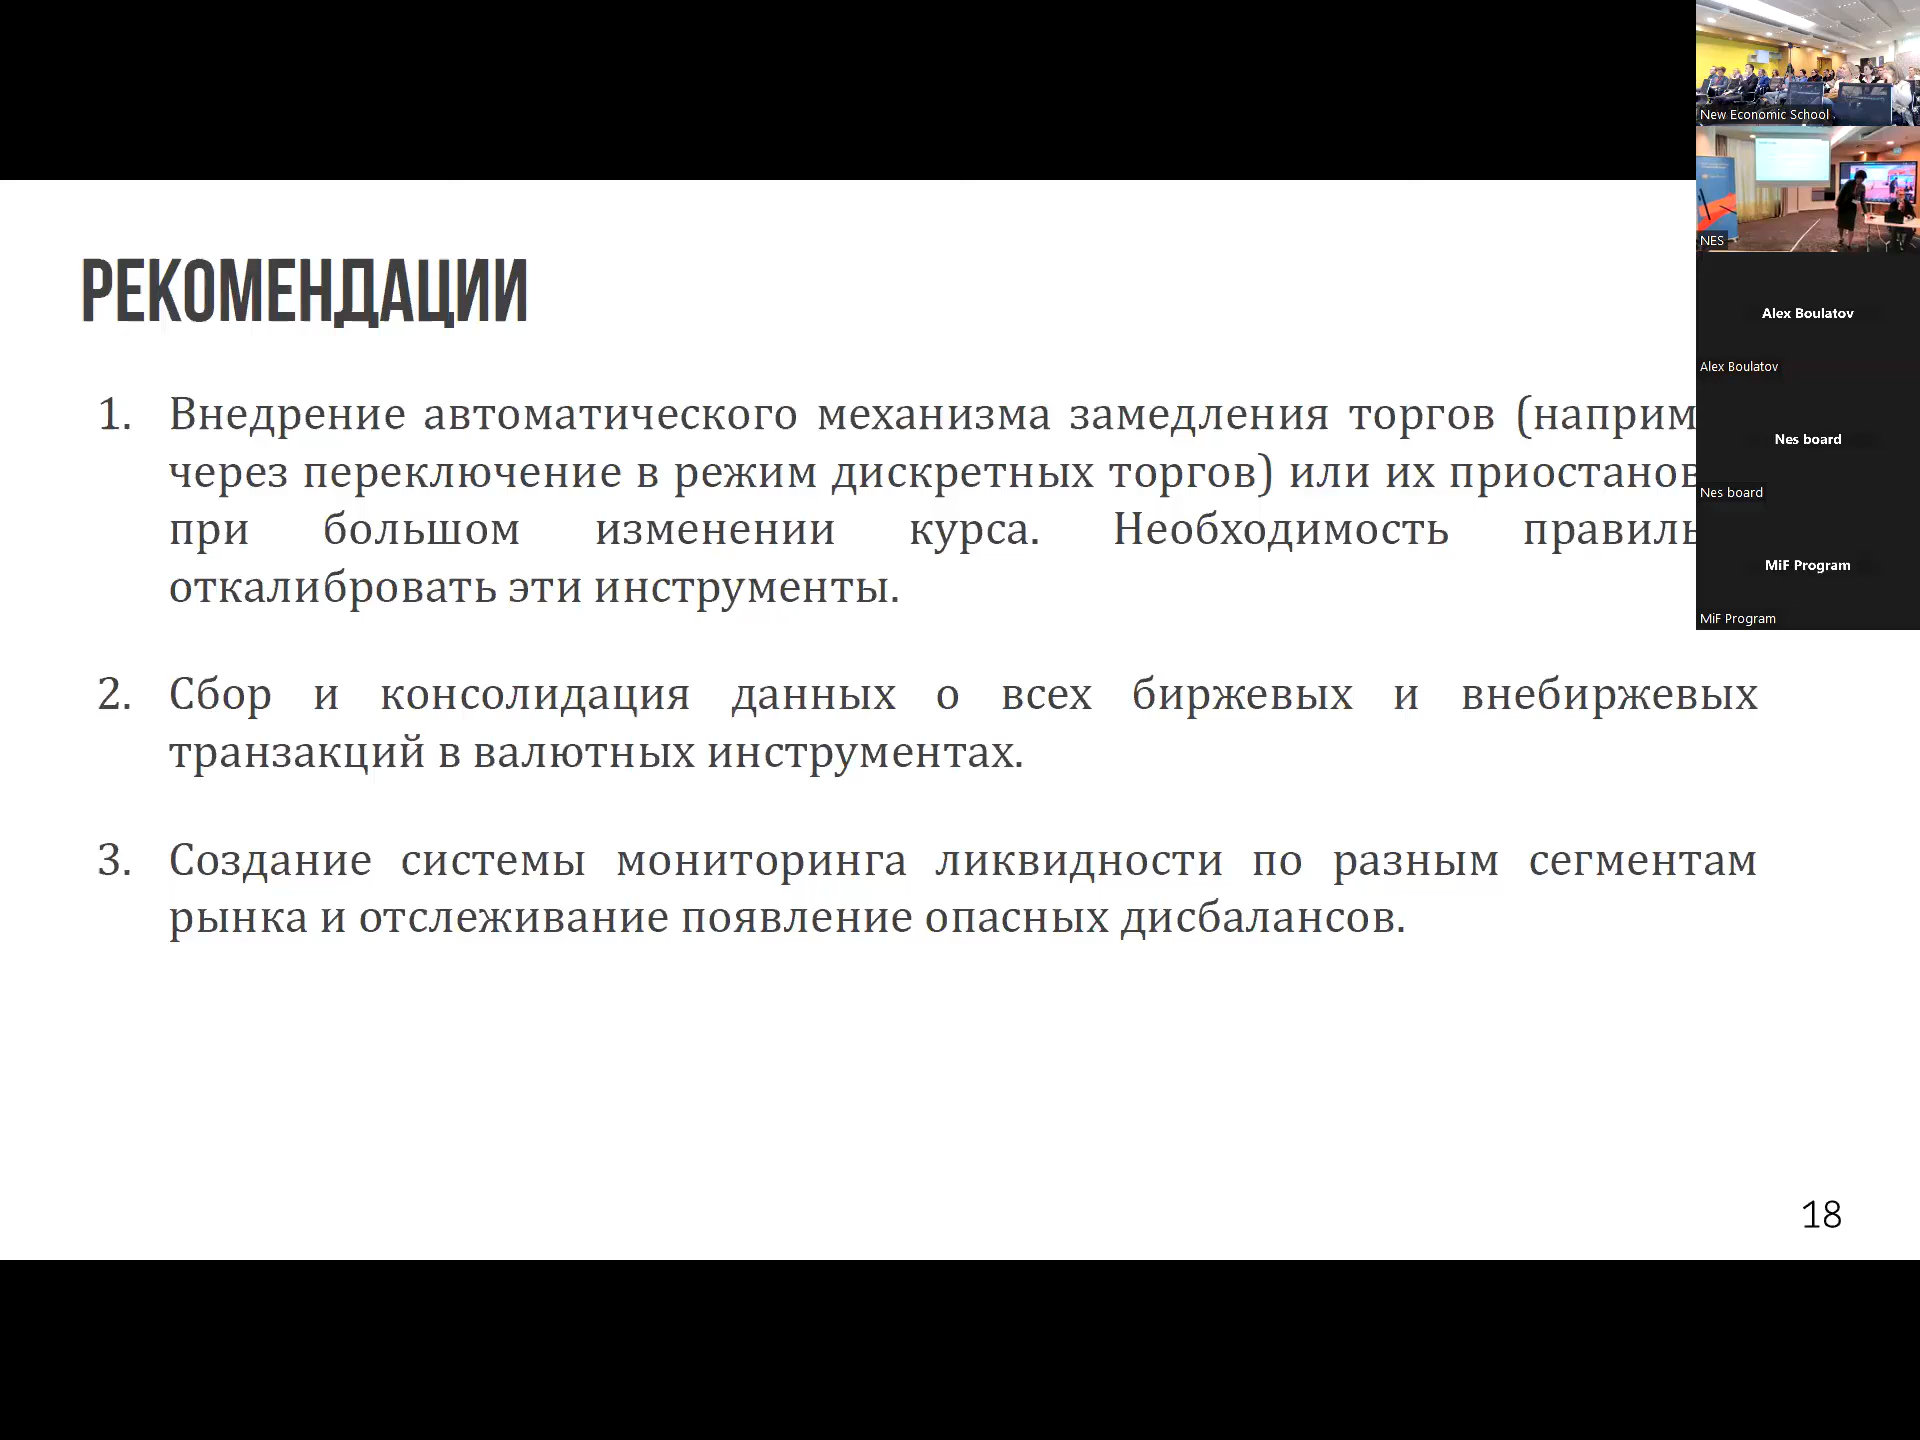 РЕКОМЕНДАЦИИ
1. Внедрение автоматического механизма замедления торгов (наприм
через переключение в режим дискретных торгов) или их приостанов
при большом изменении курса. Необходимость правиль
откалибровать эти инструменты.
2. Сбор и консолидация данных о всех биржевых и внебиржевых
транзакций в валютных инструментах.
3. Создание системы мониторинга ликвидности по разным сегментам
рынка и отслеживание появление опасных дисбалансов.
18
New Economic School .
NES
Alex Boulatov
Alex Boulatov
Nes board
Nes board
MiF Program
MiF Program